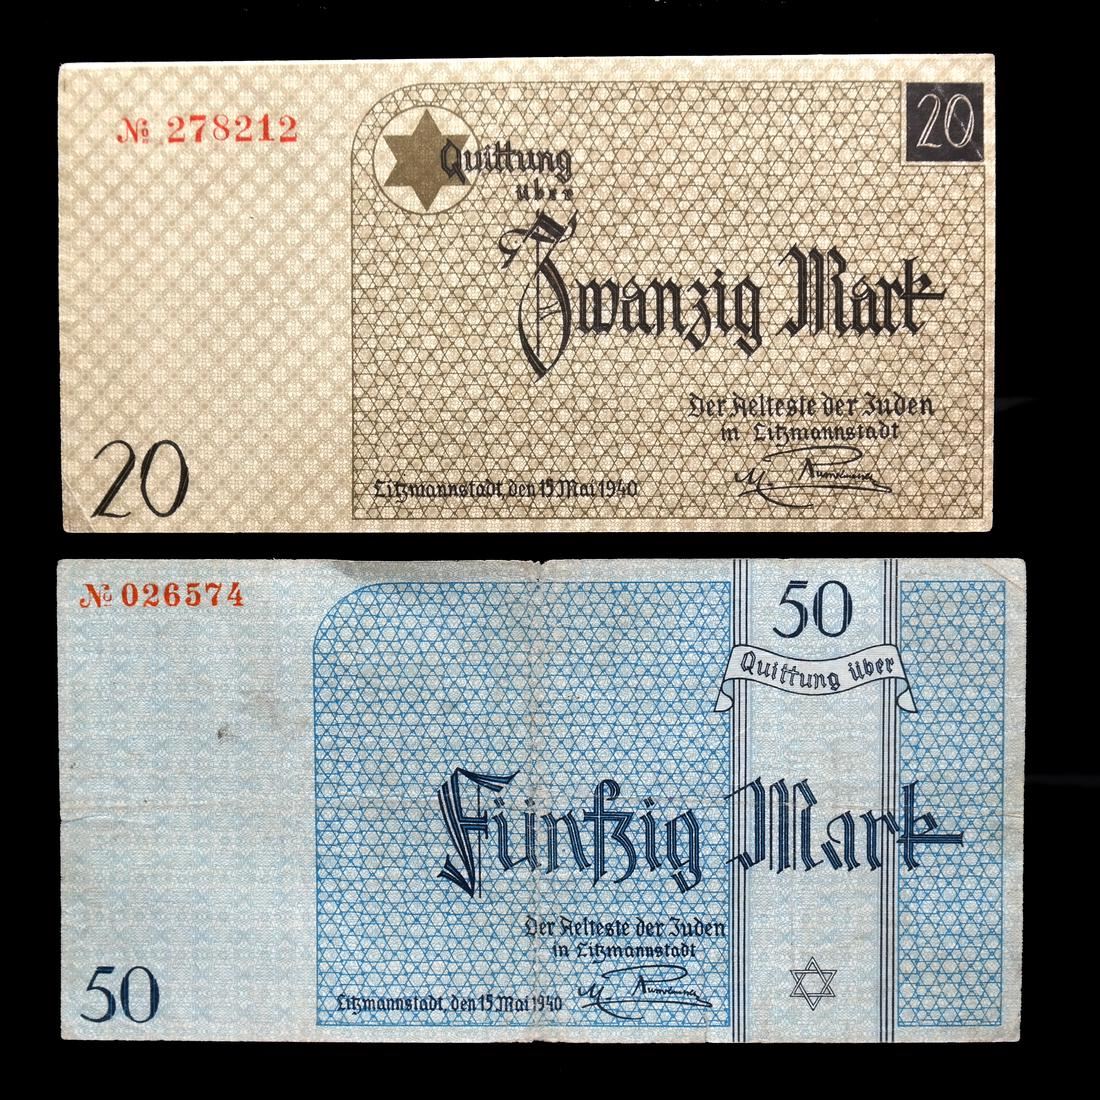 № 278212
20
Quittung
über
Zwanzig Mark
Der Aelteste der Juden
in Litzmannstadt
Litzmannstadt, den 15 Mai 1940
20
№ 026574
50
Quittung über
Fünfzig Mark
Der Aelteste der Juden
in Litzmannstadt
Litzmannstadt, den 15 Mai 1940
50